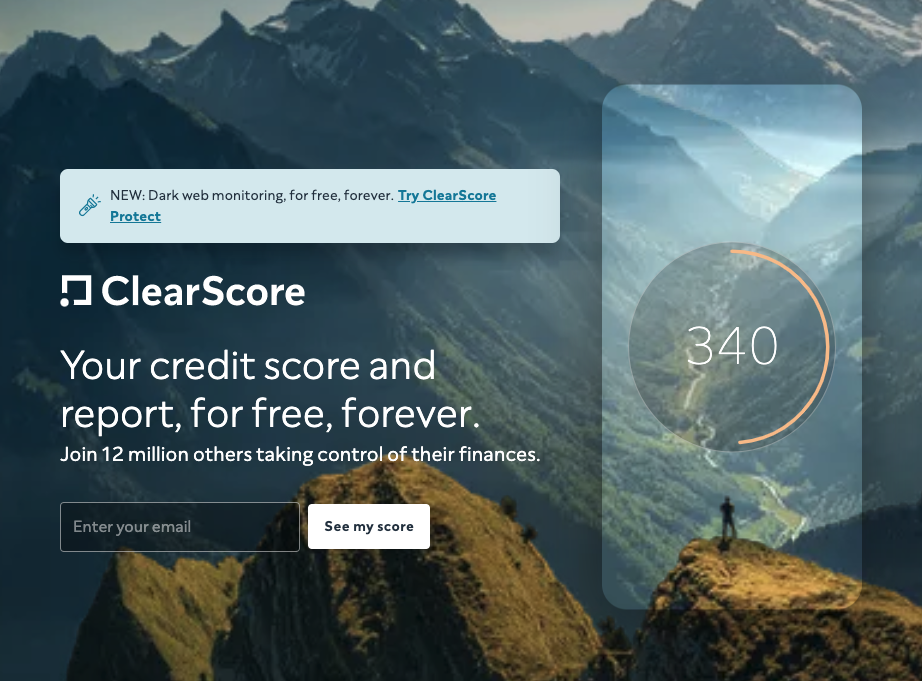 NEW: Dark web monitoring, for free, forever. Try ClearScore
Protect
ClearScore
Your credit score and
report, for free, forever.
Join 12 million others taking control of their finances.
Enter your email
See my score
340